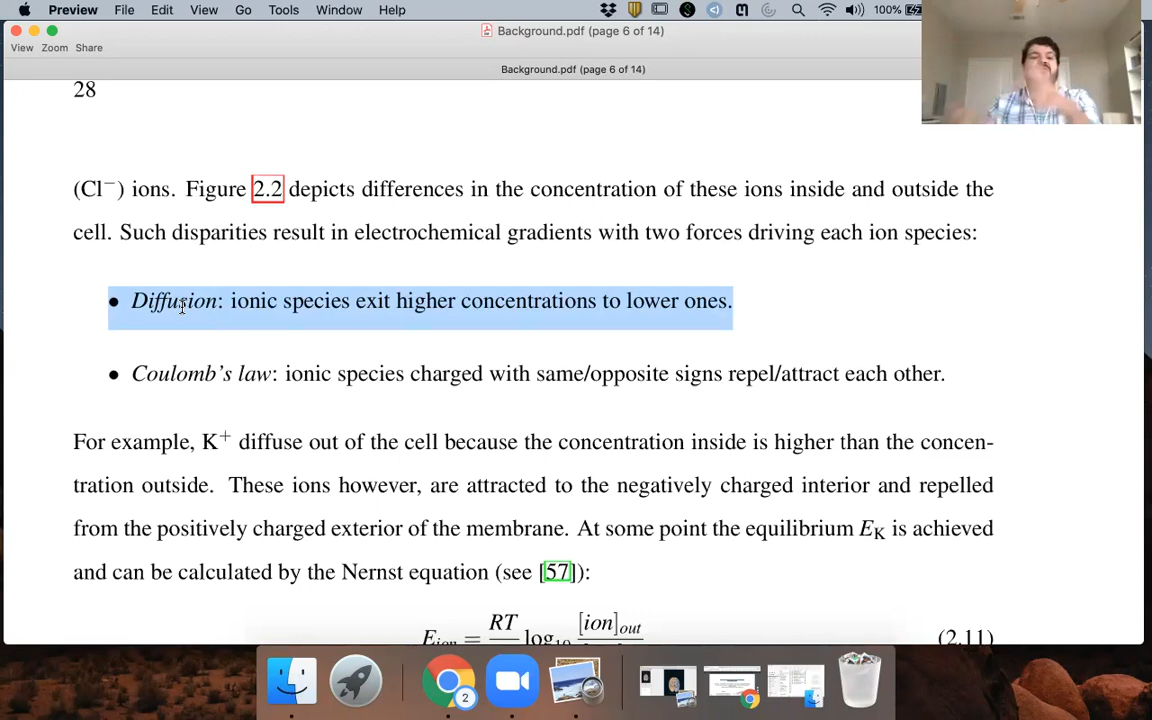 Preview File Edit View Go Tools Window Help 100%
Background.pdf (page 6 of 14)
View Zoom Share
Background.pdf (page 6 of 14)
28
(Cl⁻) ions. Figure 2.2 depicts differences in the concentration of these ions inside and outside the
cell. Such disparities result in electrochemical gradients with two forces driving each ion species:
• Diffusion: ionic species exit higher concentrations to lower ones.
• Coulomb's law: ionic species charged with same/opposite signs repel/attract each other.
For example, K⁺ diffuse out of the cell because the concentration inside is higher than the concen-
tration outside. These ions however, are attracted to the negatively charged interior and repelled
from the positively charged exterior of the membrane. At some point the equilibrium E_K is achieved
and can be calculated by the Nernst equation (see [57]):
E_ion = RT log₁₀ [ion]_out (2.11)
2